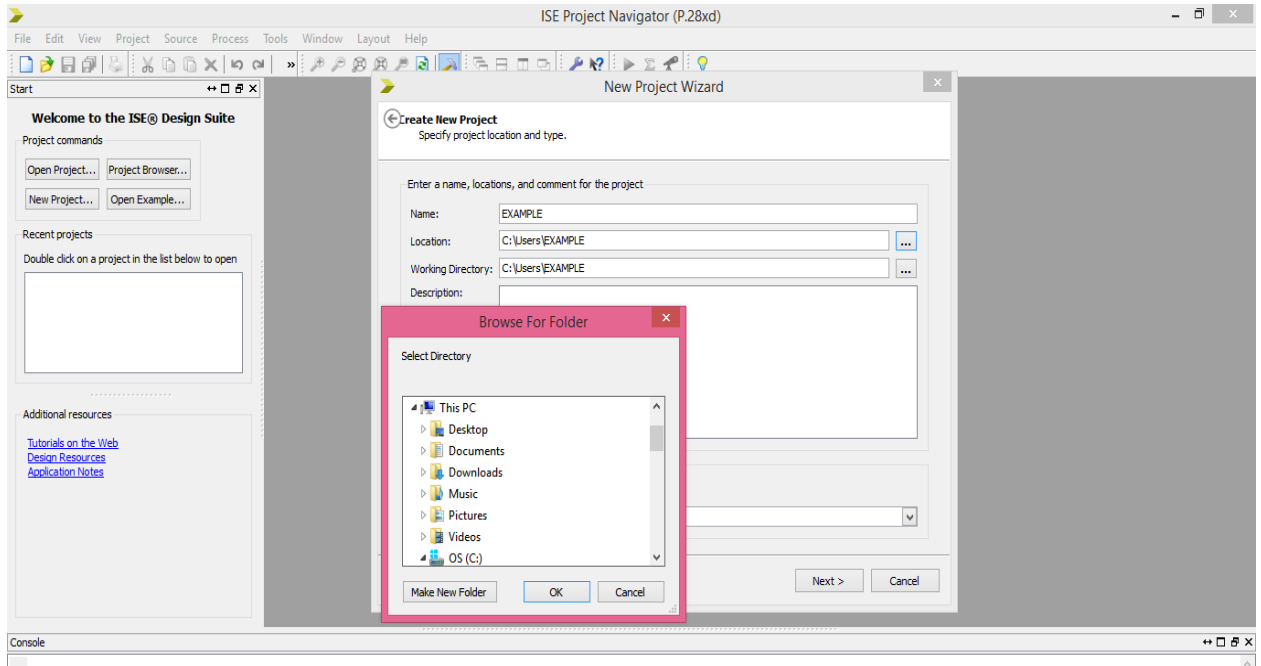 ISE Project Navigator (P.28xd)
File Edit View Project Source Process Tools Window Layout Help
Start
Welcome to the ISE® Design Suite
Project commands
Open Project... Project Browser...
New Project... Open Example...
Recent projects
Double click on a project in the list below to open
Additional resources
Tutorials on the Web
Design Resources
Application Notes
New Project Wizard
Create New Project
Specify project location and type.
Enter a name, locations, and comment for the project
Name: EXAMPLE
Location: C:\Users\EXAMPLE ...
Working Directory: C:\Users\EXAMPLE ...
Description:
Browse For Folder
Select Directory
This PC
Desktop
Documents
Downloads
Music
Pictures
Videos
OS (C:)
Make New Folder OK Cancel
Next > Cancel
Console